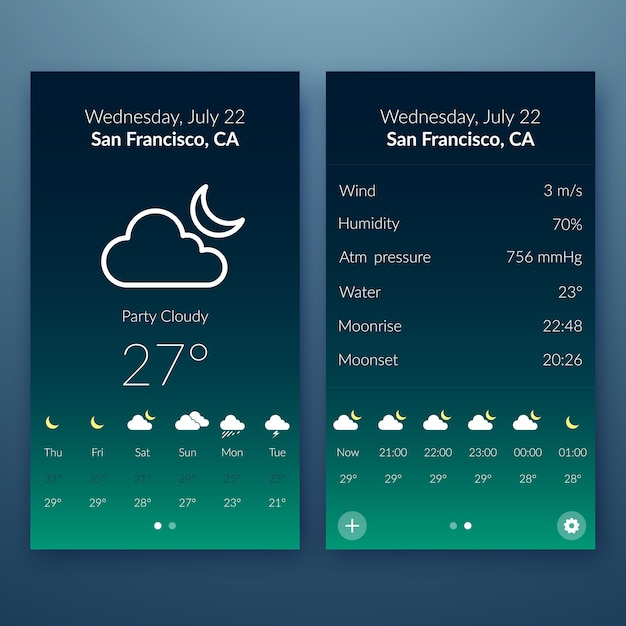 Wednesday, July 22
San Francisco, CA
Party Cloudy
27°
Thu Fri Sat Sun Mon Tue
33° 35° 31° 29° 25° 23°
29° 29° 28° 27° 23° 21°
Wednesday, July 22
San Francisco, CA
Wind 3 m/s
Humidity 70%
Atm pressure 756 mmHg
Water 23°
Moonrise 22:48
Moonset 20:26
Now 21:00 22:00 23:00 00:00 01:00
29° 29° 29° 29° 28° 28°